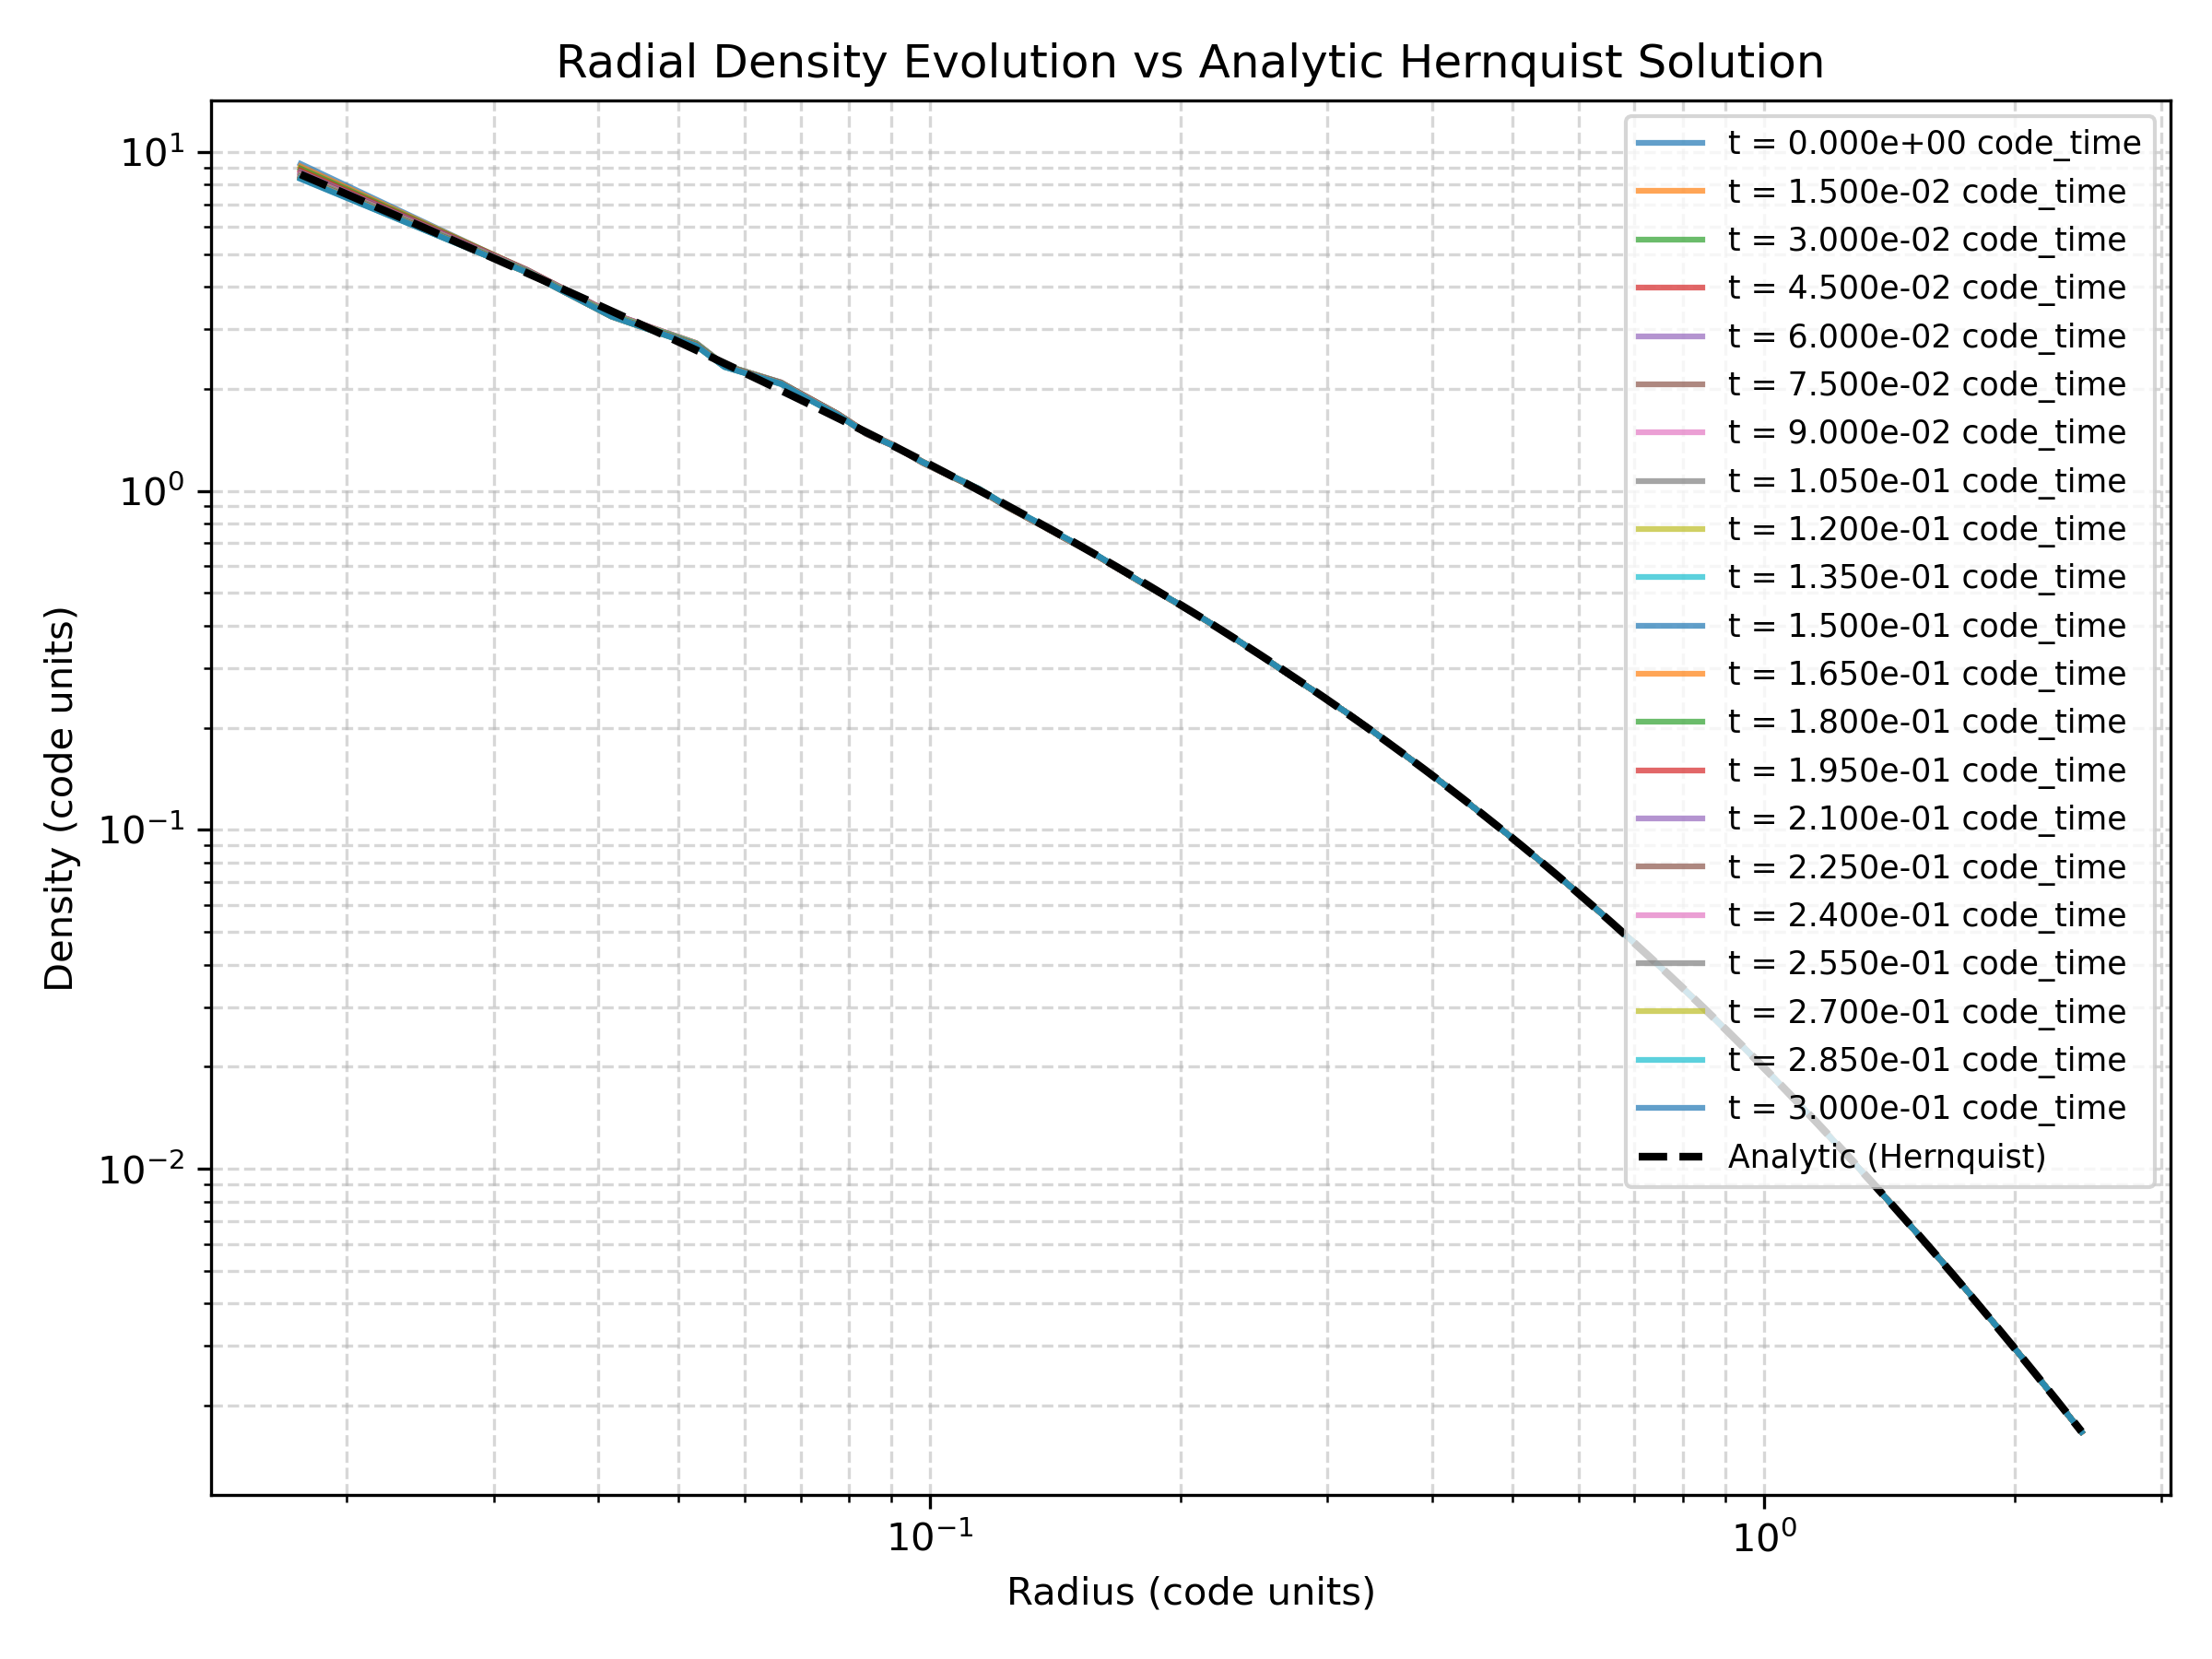 Radial Density Evolution vs Analytic Hernquist Solution
10¹
10⁰
10⁻¹
10⁻²
Density (code units)
t = 0.000e+00 code_time
t = 1.500e-02 code_time
t = 3.000e-02 code_time
t = 4.500e-02 code_time
t = 6.000e-02 code_time
t = 7.500e-02 code_time
t = 9.000e-02 code_time
t = 1.050e-01 code_time
t = 1.200e-01 code_time
t = 1.350e-01 code_time
t = 1.500e-01 code_time
t = 1.650e-01 code_time
t = 1.800e-01 code_time
t = 1.950e-01 code_time
t = 2.100e-01 code_time
t = 2.250e-01 code_time
t = 2.400e-01 code_time
t = 2.550e-01 code_time
t = 2.700e-01 code_time
t = 2.850e-01 code_time
t = 3.000e-01 code_time
Analytic (Hernquist)
10⁻¹ 10⁰
Radius (code units)